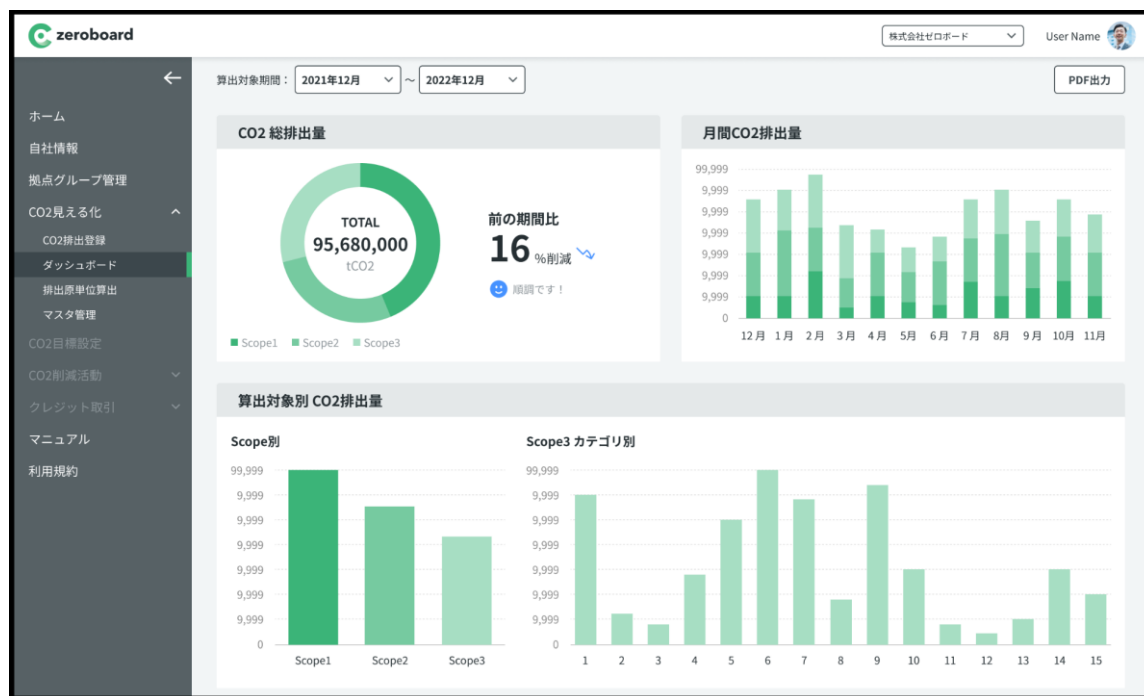 zeroboard
株式会社ゼロボード
User Name
算出対象期間： 2021年12月 〜 2022年12月
PDF出力
ホーム
自社情報
拠点グループ管理
CO2見える化
CO2排出登録
ダッシュボード
排出原単位算出
マスタ管理
CO2目標設定
CO2削減活動
クレジット取引
マニュアル
利用規約
CO2 総排出量
TOTAL
95,680,000
tCO2
前の期間比
16 %削減
順調です！
Scope1 Scope2 Scope3
月間CO2排出量
99,999
9,999
9,999
9,999
9,999
9,999
9,999
0
12月 1月 2月 3月 4月 5月 6月 7月 8月 9月 10月 11月
算出対象別 CO2排出量
Scope別
99,999
9,999
9,999
9,999
9,999
9,999
9,999
0
Scope1 Scope2 Scope3
Scope3 カテゴリ別
99,999
9,999
9,999
9,999
9,999
9,999
9,999
0
1 2 3 4 5 6 7 8 9 10 11 12 13 14 15